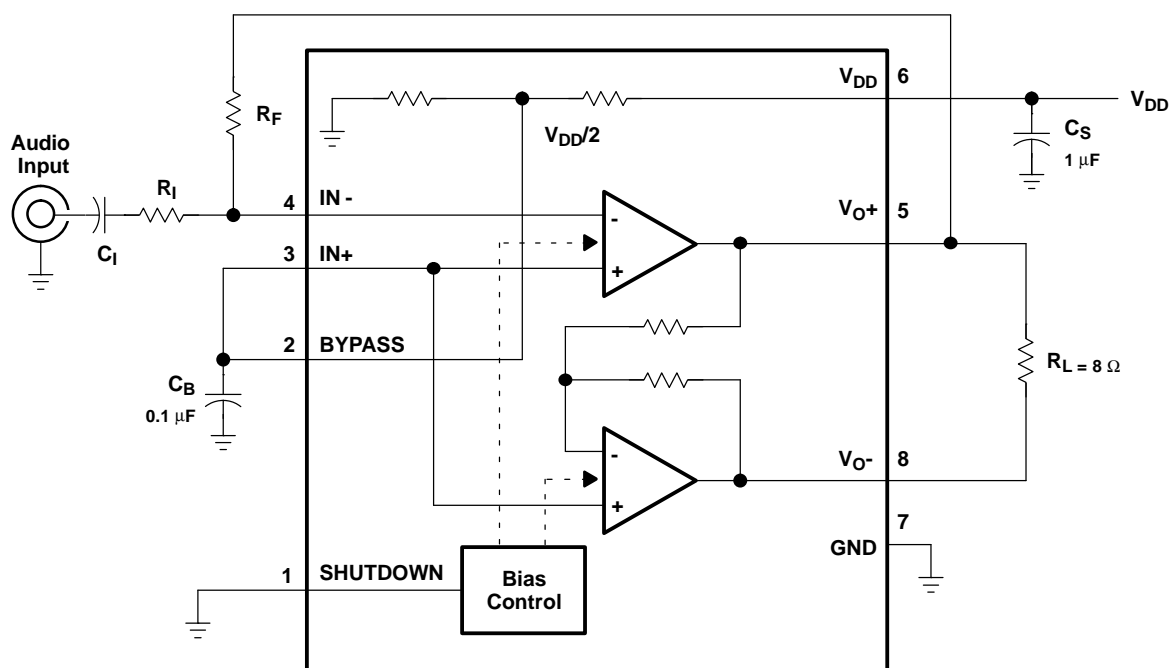 V_DD 6
R_F
V_DD/2
C_S
V_DD
1 μF
Audio
Input
R_I
C_I
4 IN -
V_O+ 5
-
+
3 IN+
2 BYPASS
C_B
0.1 μF
R_L = 8 Ω
V_O- 8
-
+
7
GND
1 SHUTDOWN
Bias
Control